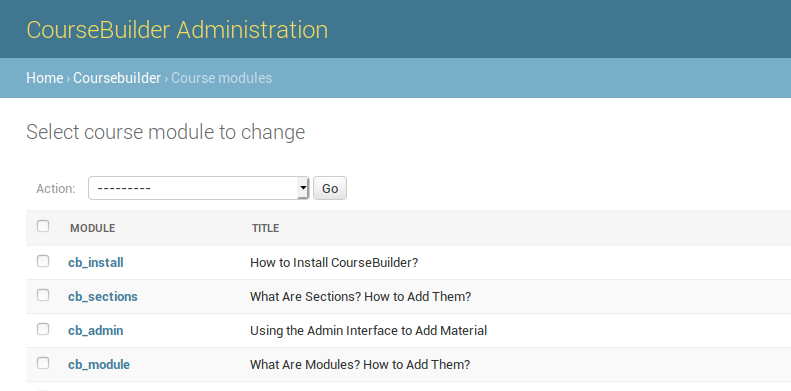 CourseBuilder Administration
Home › Coursebuilder › Course modules
Select course module to change
Action: --------- Go
MODULE TITLE
cb_install How to Install CourseBuilder?
cb_sections What Are Sections? How to Add Them?
cb_admin Using the Admin Interface to Add Material
cb_module What Are Modules? How to Add Them?